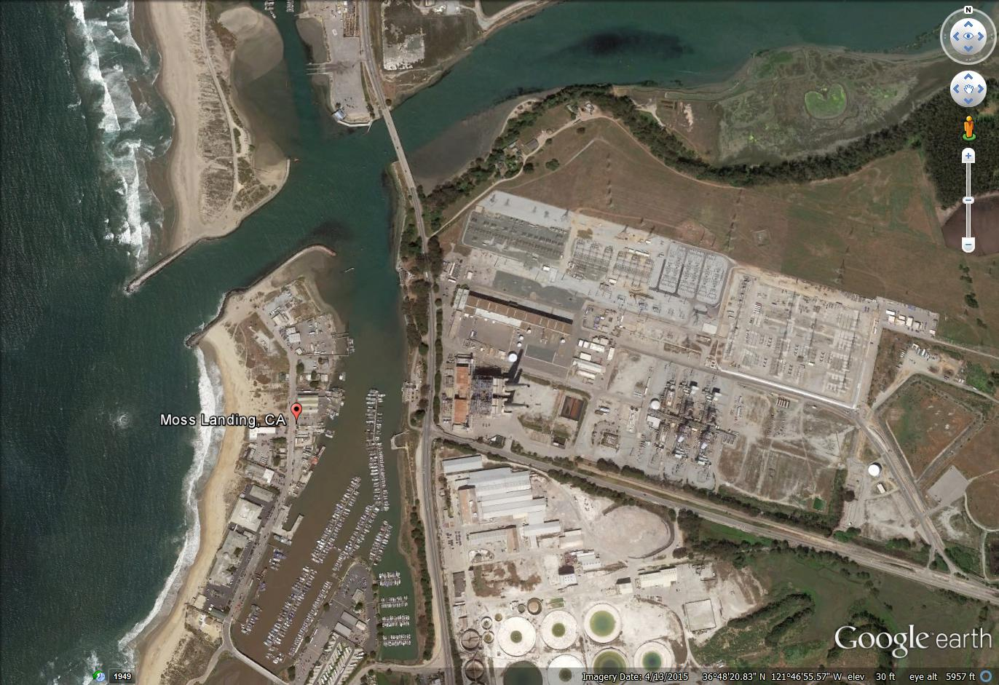 N
Moss Landing, CA
Google earth
1949
Imagery Date: 4/13/2015 36°48'20.83" N 121°46'55.57" W elev 30 ft eye alt 5957 ft